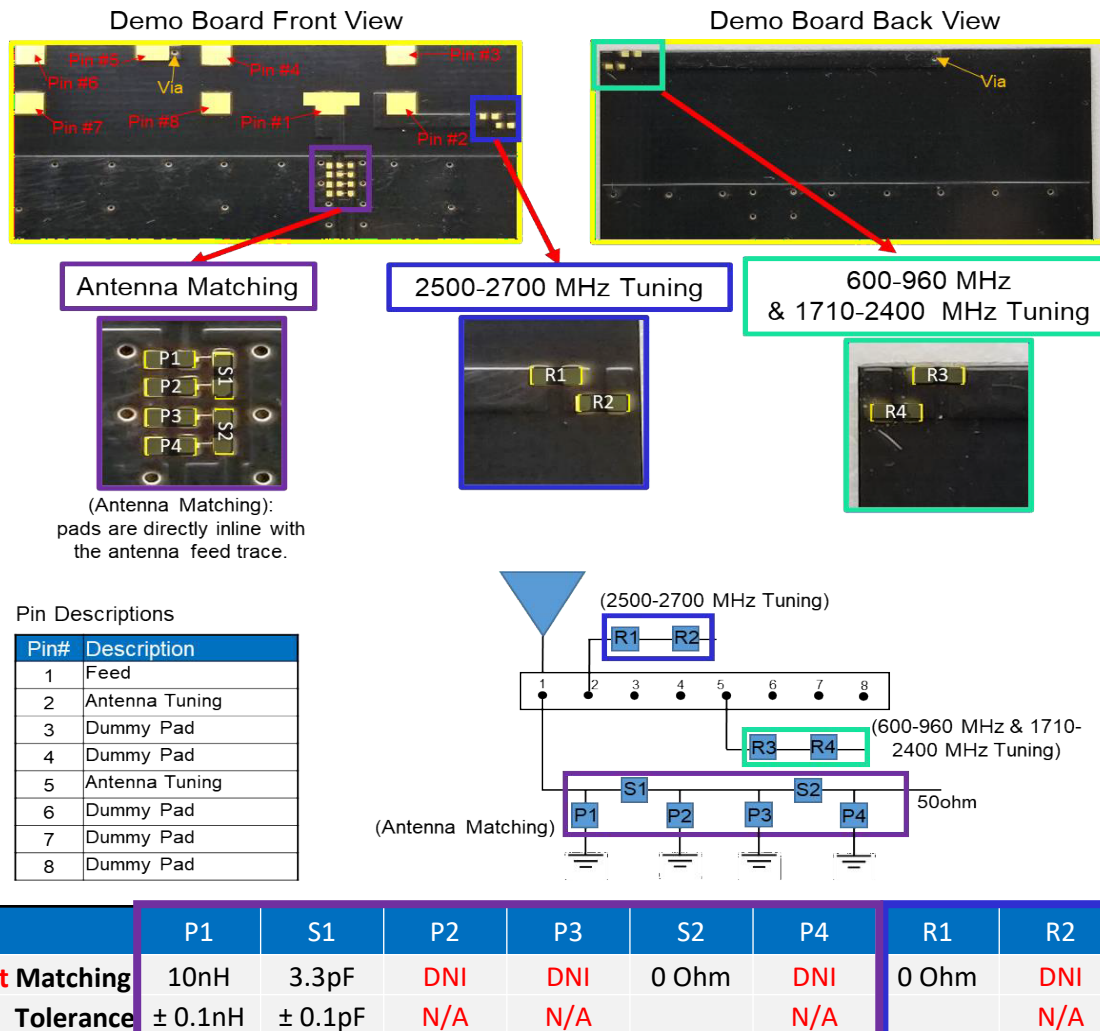 Demo Board Front View
Demo Board Back View
Pin #5
Pin #4
Pin #3
Pin #6
Via
Pin #7
Pin #8
Pin #1
Pin #2
Via
Antenna Matching
2500-2700 MHz Tuning
600-960 MHz
& 1710-2400 MHz Tuning
P1
P2
P3
P4
S1
S2
R1
R2
R3
R4
(Antenna Matching):
pads are directly inline with
the antenna feed trace.
Pin Descriptions
Pin# Description
1 Feed
2 Antenna Tuning
3 Dummy Pad
4 Dummy Pad
5 Antenna Tuning
6 Dummy Pad
7 Dummy Pad
8 Dummy Pad
(2500-2700 MHz Tuning)
R1 R2
1 2 3 4 5 6 7 8
(600-960 MHz & 1710-
2400 MHz Tuning)
R3 R4
S1 S2
50ohm
P1 P2 P3 P4
(Antenna Matching)
P1 S1 P2 P3 S2 P4 R1 R2
t Matching 10nH 3.3pF DNI DNI 0 Ohm DNI 0 Ohm DNI
Tolerance ± 0.1nH ± 0.1pF N/A N/A N/A N/A